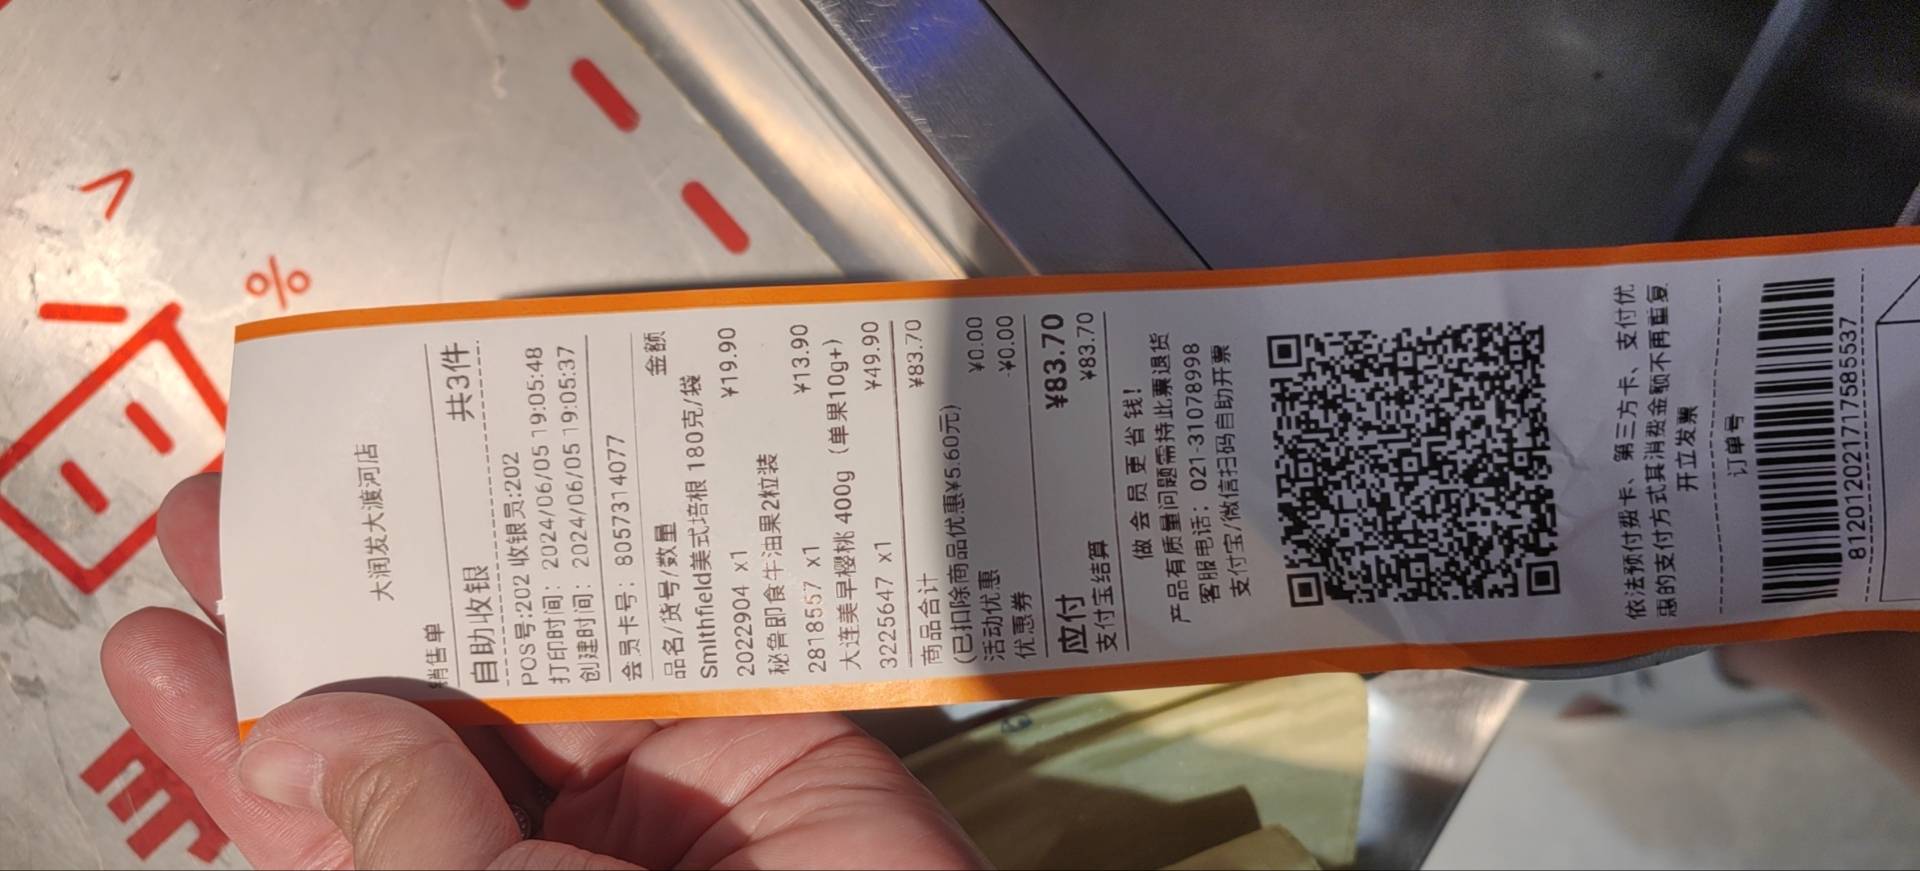 大润发大渡河店
销售单
自助收银 共3件
POS号:202 收银员:202
打印时间：2024/06/05 19:05:48
创建时间：2024/06/05 19:05:37
会员卡号：805731​4077
品名/货号/数量 金额
Smithfield美式培根 180克/袋
2022904 x1 ¥19.90
秘鲁即食牛油果2粒装
2818557 x1 ¥13.90
大连美早樱桃 400g（单果10g+）
3225647 x1 ¥49.90
商品合计 ¥83.70
(已扣除商品优惠¥5.60元)
活动优惠 ¥0.00
优惠券 -¥0.00
应付 ¥83.70
支付宝结算 ¥83.70
做会员更省钱！
产品有质量问题需持此票退货
客服电话：021-31078998
支付宝/微信扫码自助开票
依法预付费卡、第三方卡、支付优
惠的支付方式其消费金额不再重复
开立发票
订单号
812012021717585537
%